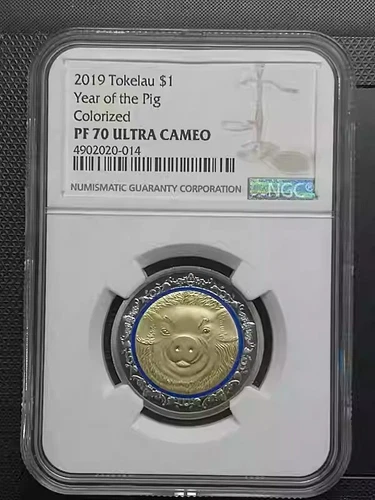 2019 Tokelau $1
Year of the Pig
Colorized
PF 70 ULTRA CAMEO
4902020-014
NUMISMATIC GUARANTY CORPORATION
NGC®